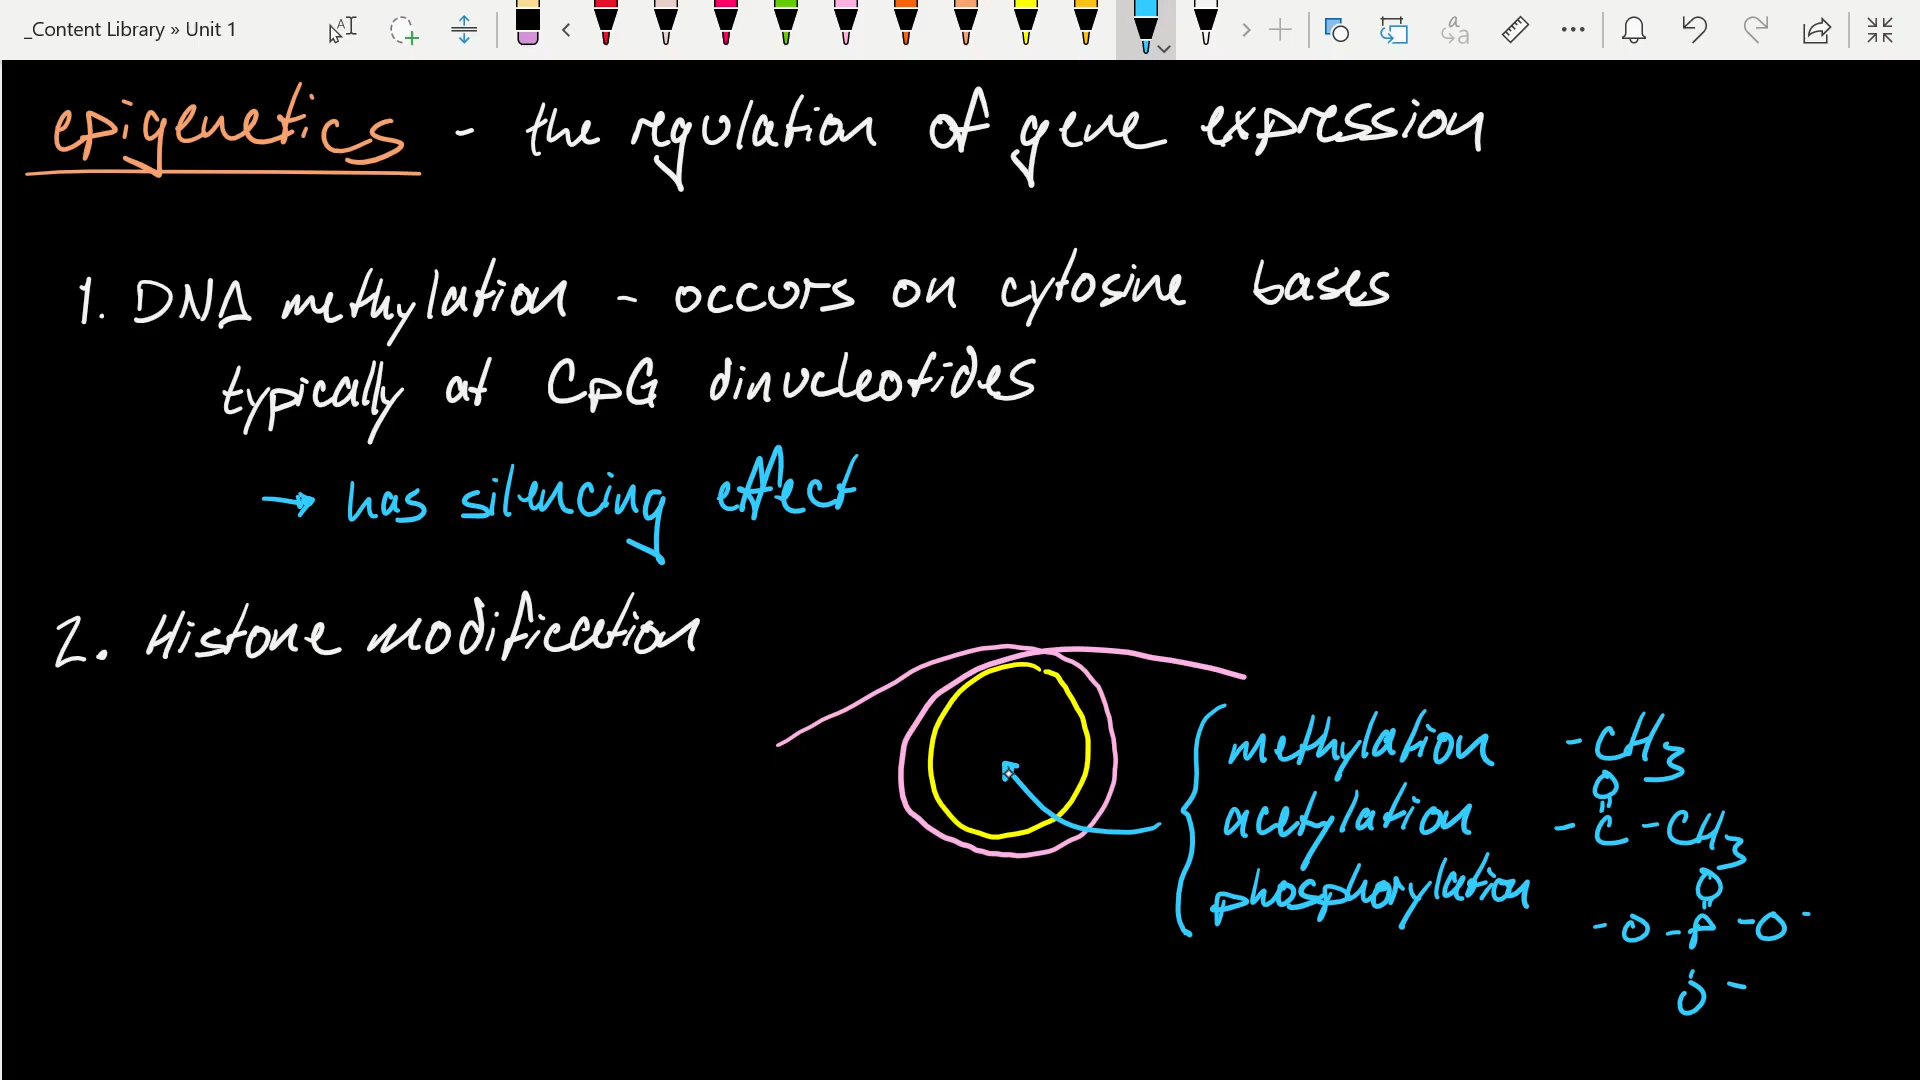 _Content Library » Unit 1
epigenetics - the regulation of gene expression
1. DNA methylation - occurs on cytosine bases
typically at CpG dinucleotides
→ has silencing effect
2. Histone modification
methylation -CH3
acetylation O
-C-CH3
phosphorylation O
-O-P-O-
O-